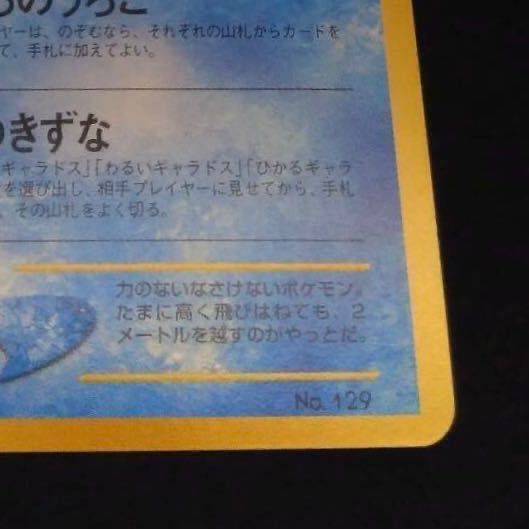 のうろこ
ヤーは、のぞむなら、それぞれの山札からカードを
て、手札に加えてよい。
のきずな
ギャラドス」「わるいギャラドス」「ひかるギャラ
を選び出し、相手プレイヤーに見せてから、手札
、その山札をよく切る。
力のないなさけないポケモン。
たまに高く飛びはねても、2
メートルを越すのがやっとだ。
No. 129